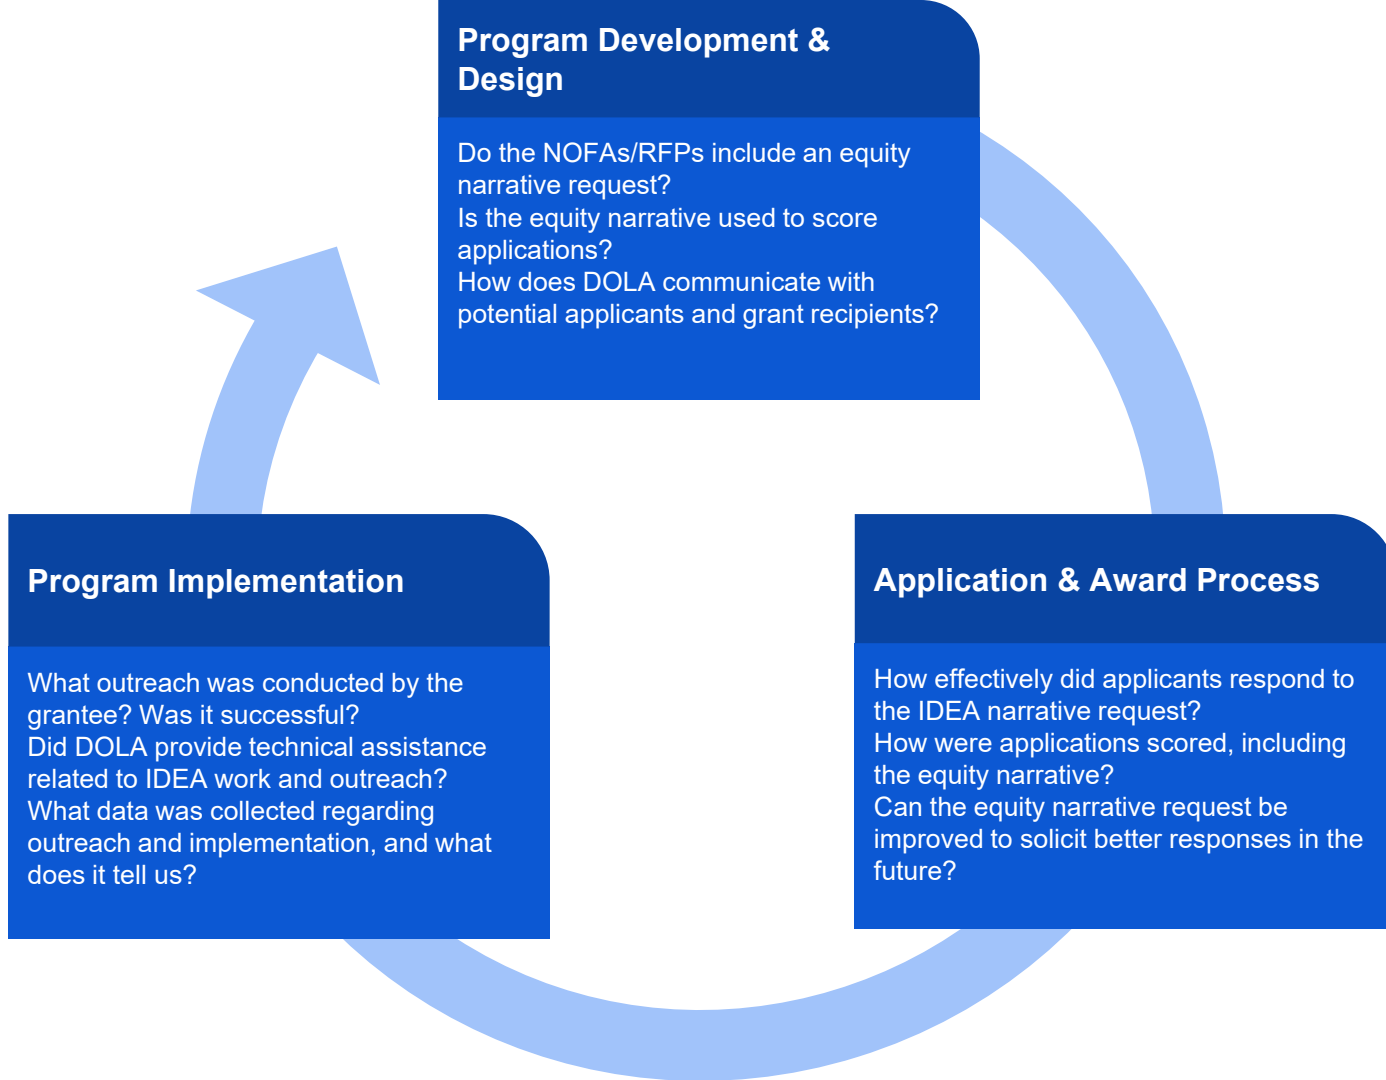 Program Development &
Design
Do the NOFAs/RFPs include an equity
narrative request?
Is the equity narrative used to score
applications?
How does DOLA communicate with
potential applicants and grant recipients?
Program Implementation
What outreach was conducted by the
grantee? Was it successful?
Did DOLA provide technical assistance
related to IDEA work and outreach?
What data was collected regarding
outreach and implementation, and what
does it tell us?
Application & Award Process
How effectively did applicants respond to
the IDEA narrative request?
How were applications scored, including
the equity narrative?
Can the equity narrative request be
improved to solicit better responses in the
future?